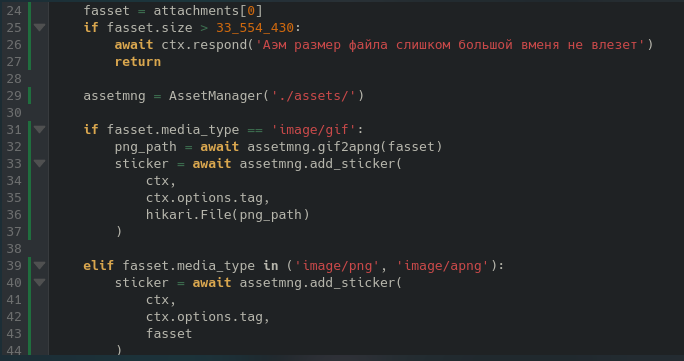 24 fasset = attachments[0]
25 if fasset.size > 33_554_430:
26 await ctx.respond('Аэм размер файла слишком большой вменя не влезет')
27 return
28
29 assetmng = AssetManager('./assets/')
30
31 if fasset.media_type == 'image/gif':
32 png_path = await assetmng.gif2apng(fasset)
33 sticker = await assetmng.add_sticker(
34 ctx,
35 ctx.options.tag,
36 hikari.File(png_path)
37 )
38
39 elif fasset.media_type in ('image/png', 'image/apng'):
40 sticker = await assetmng.add_sticker(
41 ctx,
42 ctx.options.tag,
43 fasset
44 )